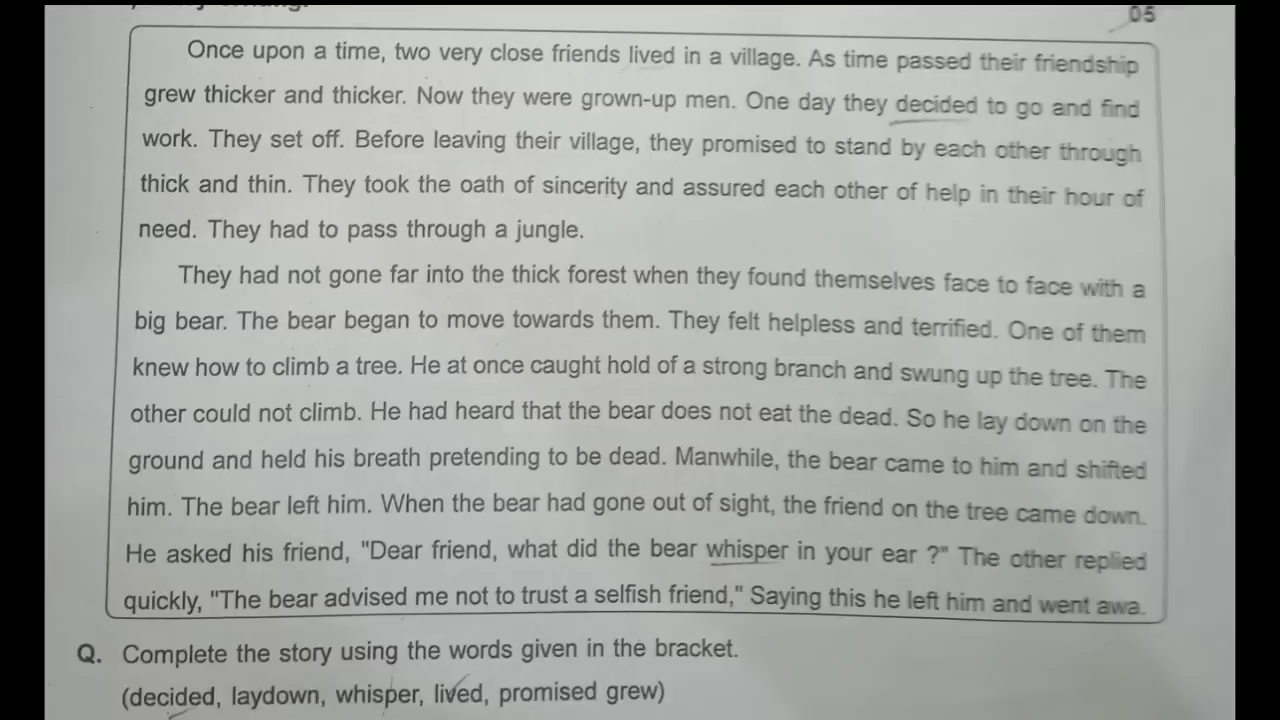 05
Once upon a time, two very close friends lived in a village. As time passed their friendship
grew thicker and thicker. Now they were grown-up men. One day they decided to go and find
work. They set off. Before leaving their village, they promised to stand by each other through
thick and thin. They took the oath of sincerity and assured each other of help in their hour of
need. They had to pass through a jungle.
They had not gone far into the thick forest when they found themselves face to face with a
big bear. The bear began to move towards them. They felt helpless and terrified. One of them
knew how to climb a tree. He at once caught hold of a strong branch and swung up the tree. The
other could not climb. He had heard that the bear does not eat the dead. So he lay down on the
ground and held his breath pretending to be dead. Manwhile, the bear came to him and shifted
him. The bear left him. When the bear had gone out of sight, the friend on the tree came down.
He asked his friend, "Dear friend, what did the bear whisper in your ear ?" The other replied
quickly, "The bear advised me not to trust a selfish friend," Saying this he left him and went awa.
Q. Complete the story using the words given in the bracket.
(decided, laydown, whisper, lived, promised grew)